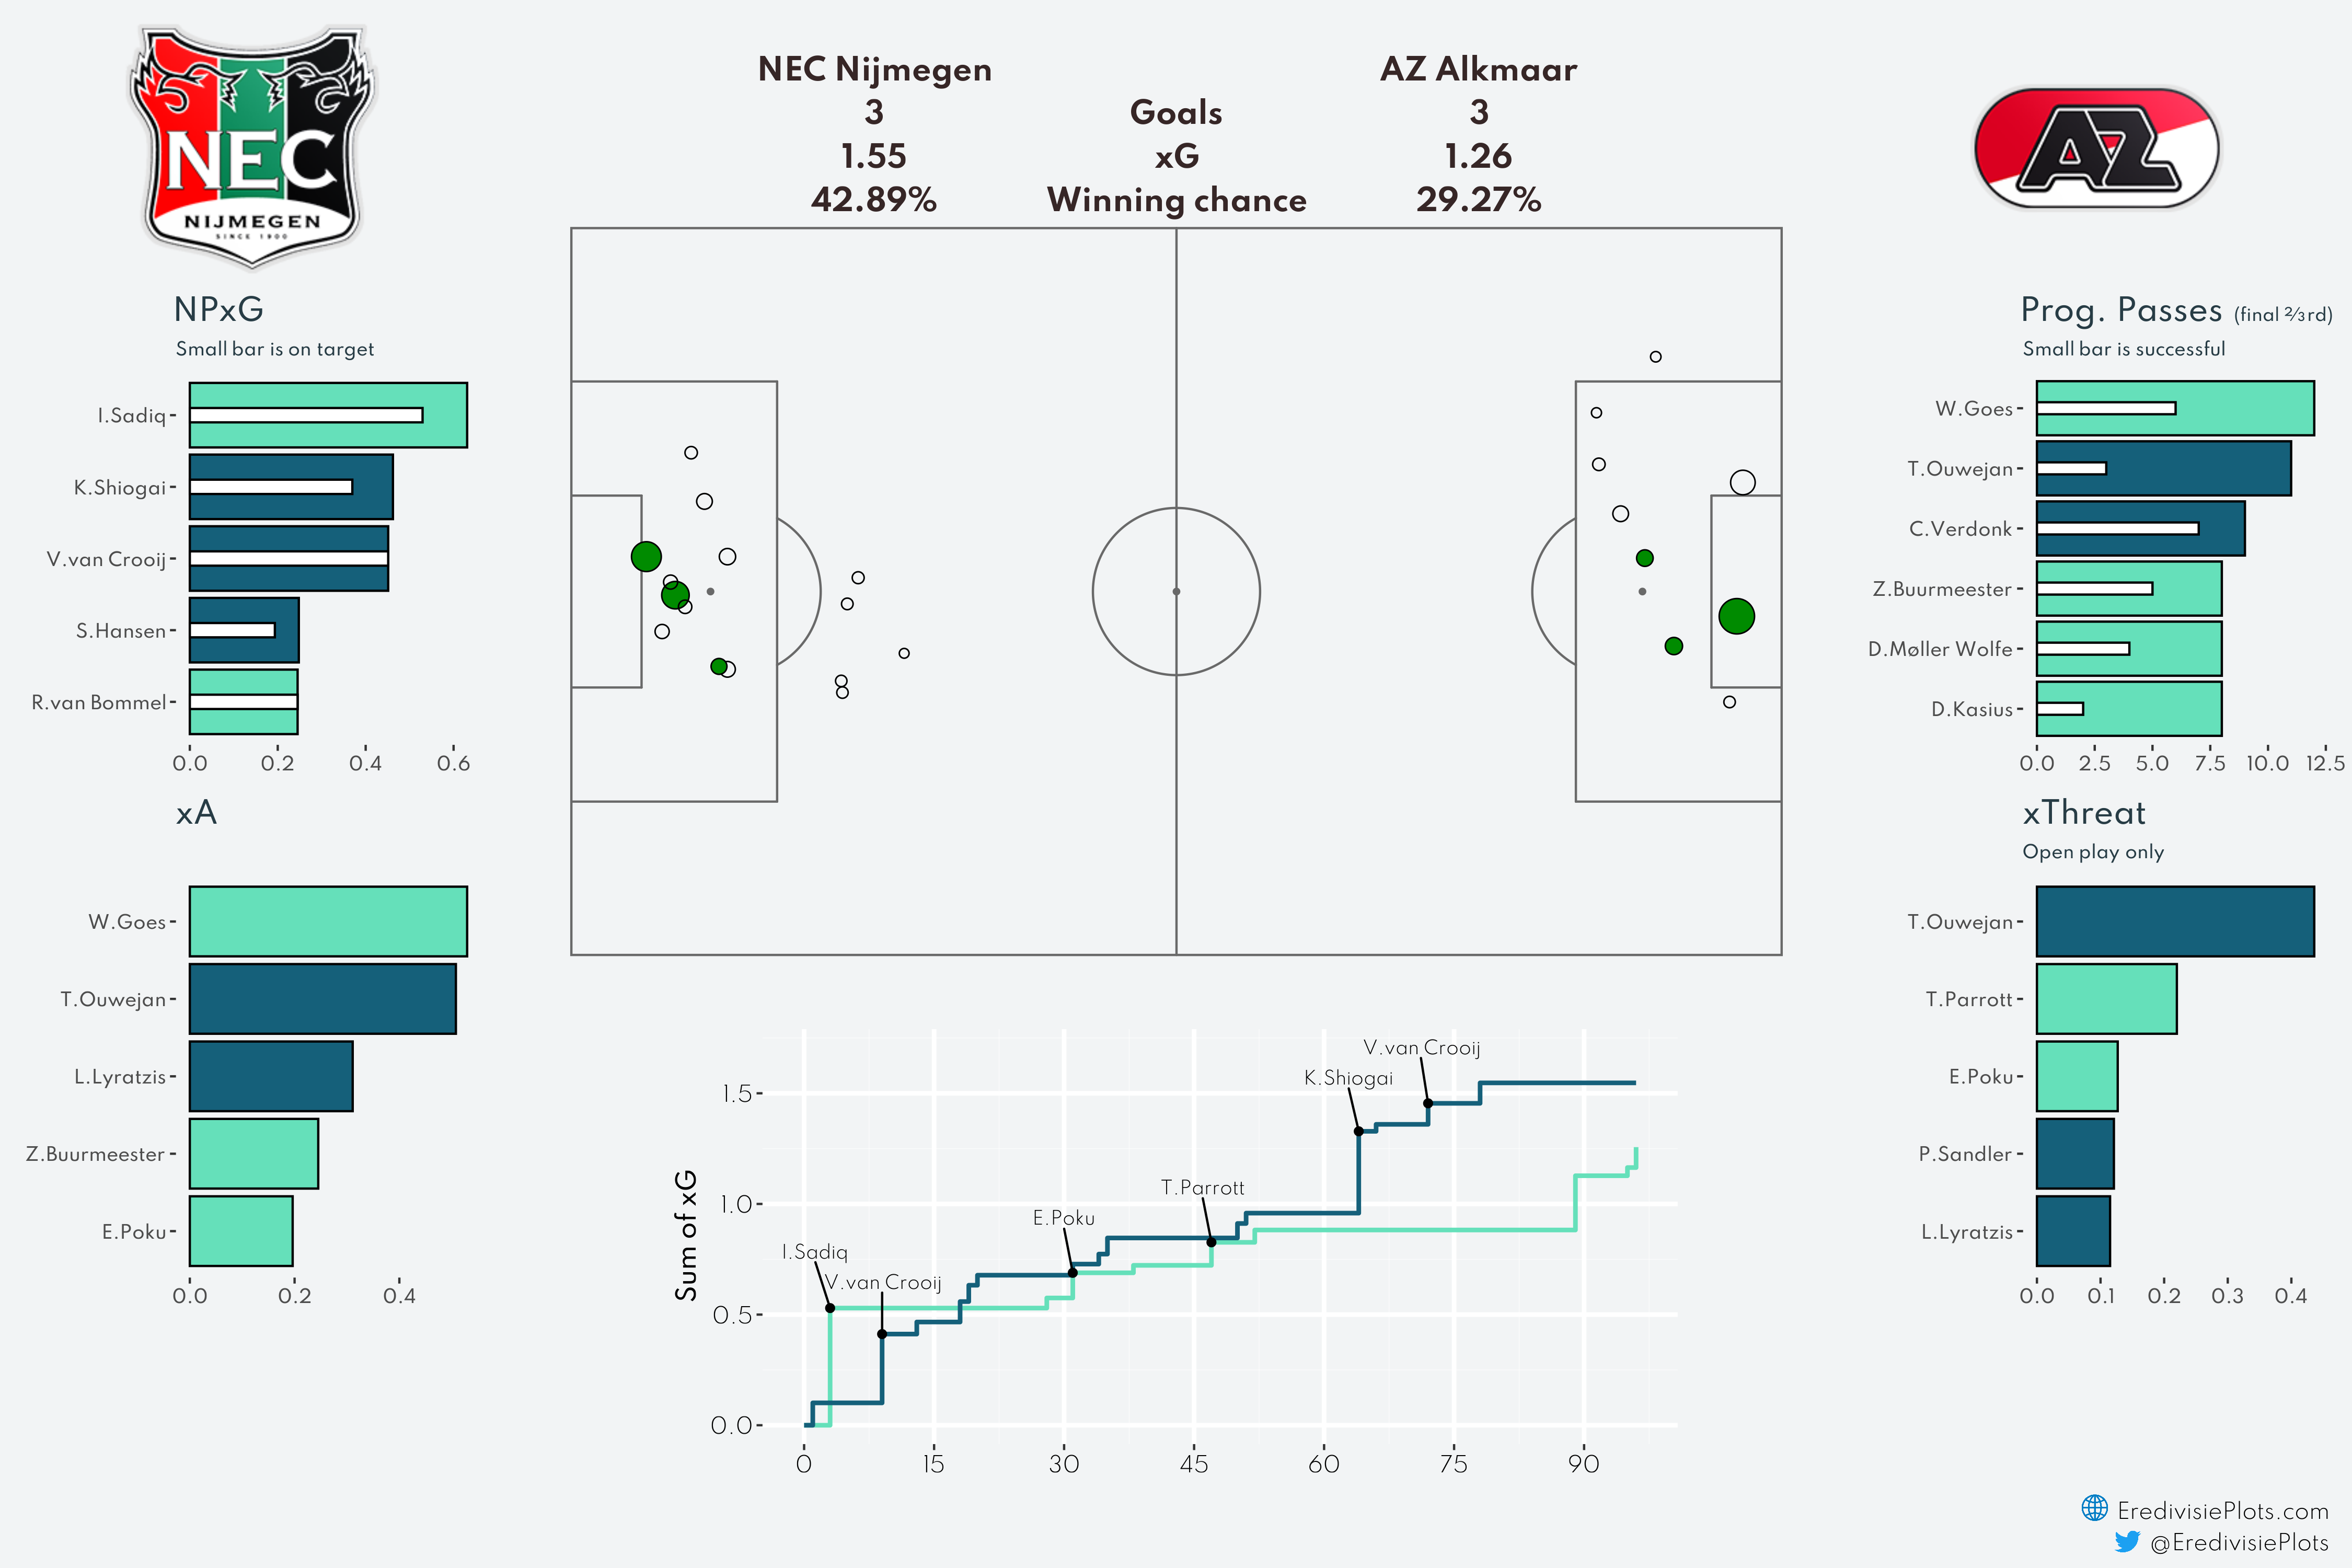 NEC
NIJMEGEN
SINCE 1900
NEC Nijmegen AZ Alkmaar
3 Goals 3
1.55 xG 1.26
42.89% Winning chance 29.27%
AZ
NPxG
Small bar is on target
I.Sadiq
K.Shiogai
V.van Crooij
S.Hansen
R.van Bommel
0.0 0.2 0.4 0.6
xA
W.Goes
T.Ouwejan
L.Lyratzis
Z.Buurmeester
E.Poku
0.0 0.2 0.4
Prog. Passes (final ⅔rd)
Small bar is successful
W.Goes
T.Ouwejan
C.Verdonk
Z.Buurmeester
D.Møller Wolfe
D.Kasius
0.0 2.5 5.0 7.5 10.0 12.5
xThreat
Open play only
T.Ouwejan
T.Parrott
E.Poku
P.Sandler
L.Lyratzis
0.0 0.1 0.2 0.3 0.4
Sum of xG
1.5
1.0
0.5
0.0
V.van Crooij
K.Shiogai
T.Parrott
E.Poku
I.Sadiq
V.van Crooij
0 15 30 45 60 75 90
EredivisiePlots.com
@EredivisiePlots